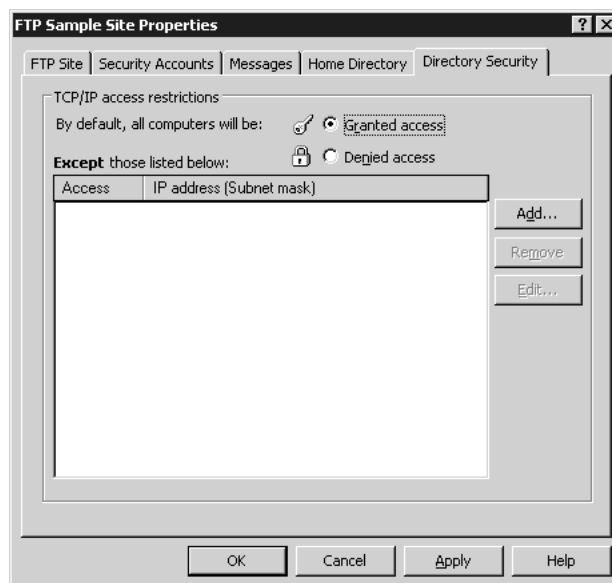 FTP Sample Site Properties
FTP Site
Security Accounts
Messages
Home Directory
Directory Security
TCP/IP access restrictions
By default, all computers will be:
Granted access
Denied access
Except those listed below:
Access
IP address (Subnet mask)
Add...
Remove
Edit...
OK
Cancel
Apply
Help